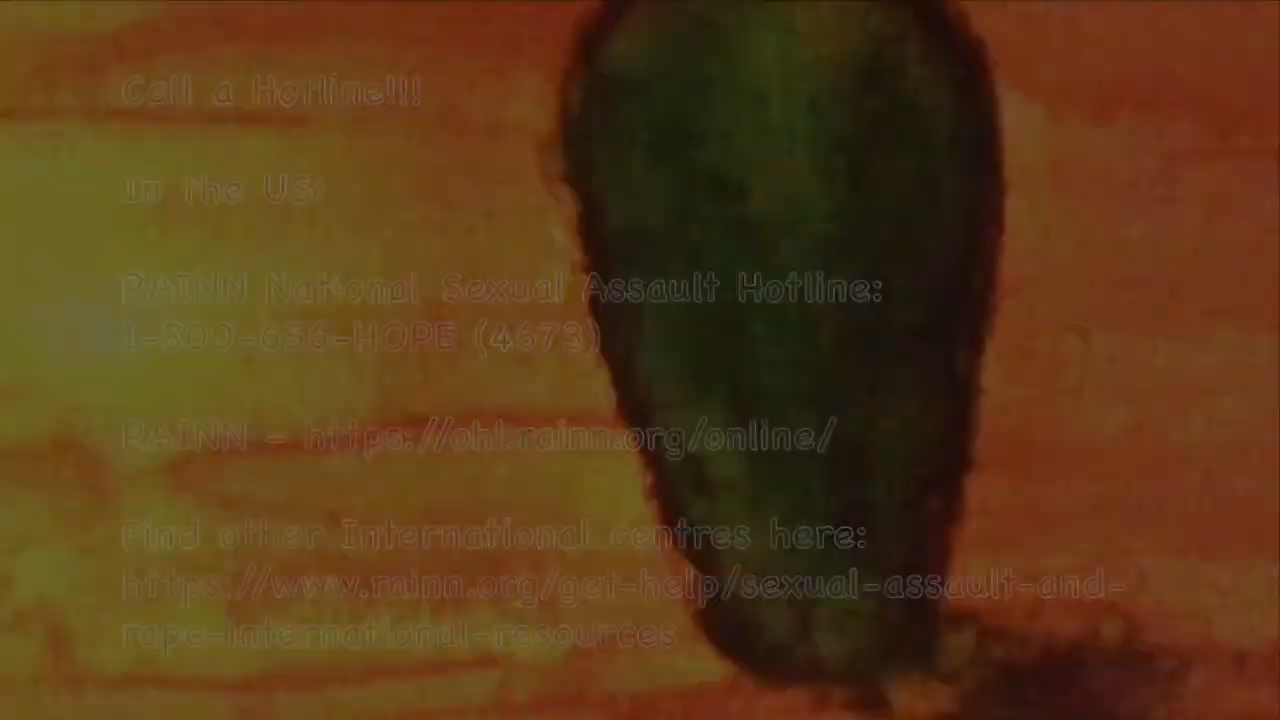 Call a Hotline!!!
In the US:
RAINN National Sexual Assault Hotline:
1-800-656-HOPE (4673)
RAINN - https://ohl.rainn.org/online/
Find other International centres here:
https://www.rainn.org/get-help/sexual-assault-and-
rape-international-resources